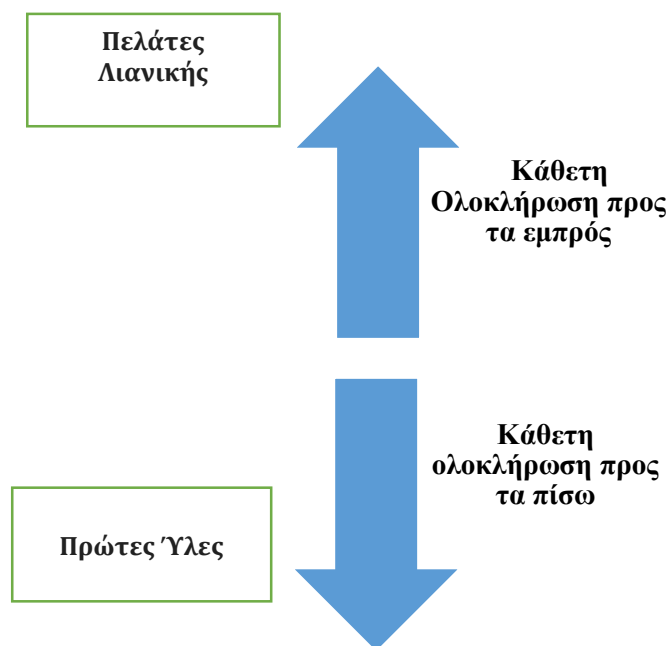 Πελάτες
Λιανικής
Κάθετη
Ολοκλήρωση προς
τα εμπρός
Κάθετη
ολοκλήρωση προς
τα πίσω
Πρώτες Ύλες